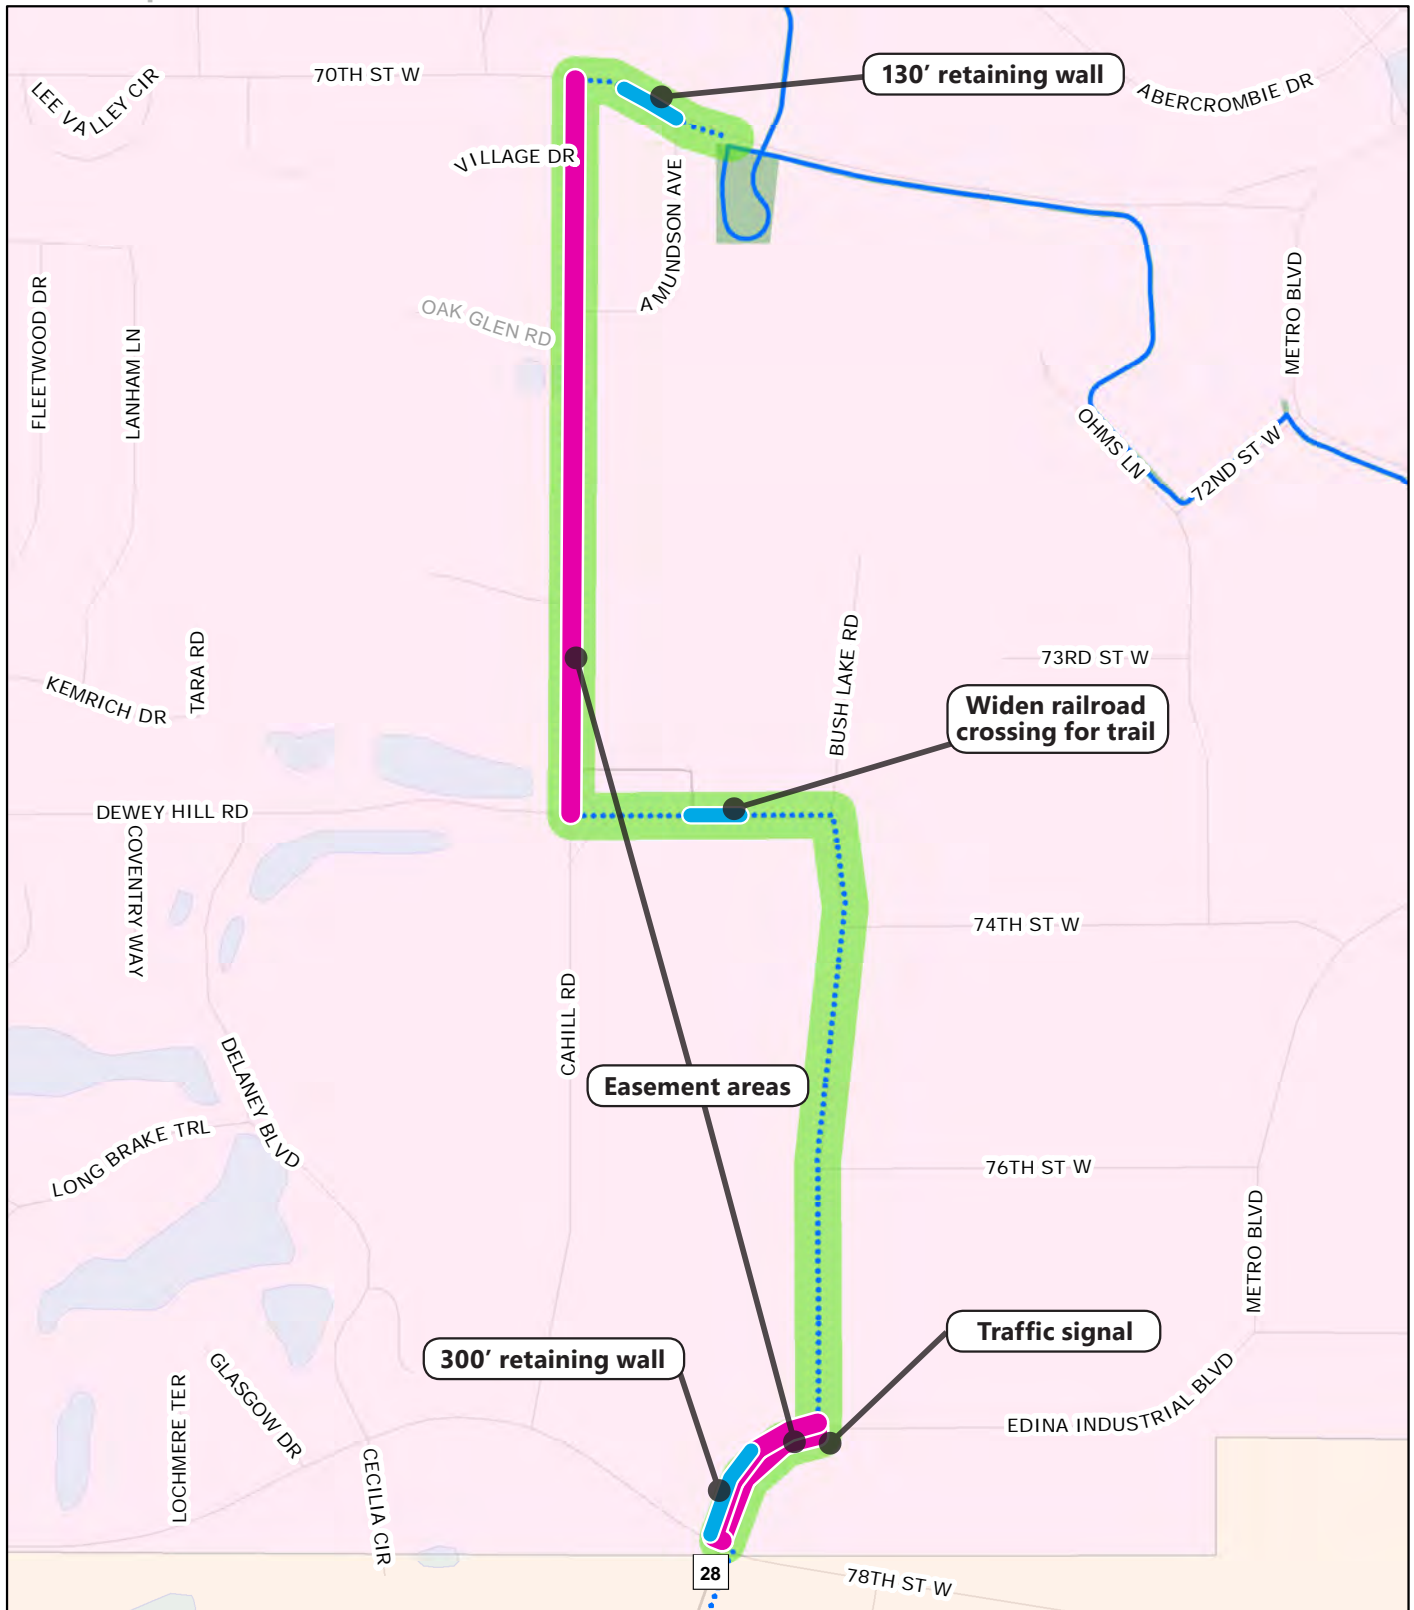 70TH ST W
130’ retaining wall
ABERCROMBIE DR
LEE VALLEY CIR
VILLAGE DR
AMUNDSON AVE
OAK GLEN RD
FLEETWOOD DR
LANHAM LN
METRO BLVD
OHMS LN
72ND ST W
TARA RD
KEMRICH DR
BUSH LAKE RD
73RD ST W
Widen railroad
crossing for trail
DEWEY HILL RD
COVENTRY WAY
74TH ST W
CAHILL RD
DELANEY BLVD
Easement areas
LONG BRAKE TRL
76TH ST W
METRO BLVD
Traffic signal
300’ retaining wall
EDINA INDUSTRIAL BLVD
GLASGOW DR
LOCHMERE TER
CECILIA CIR
28
78TH ST W